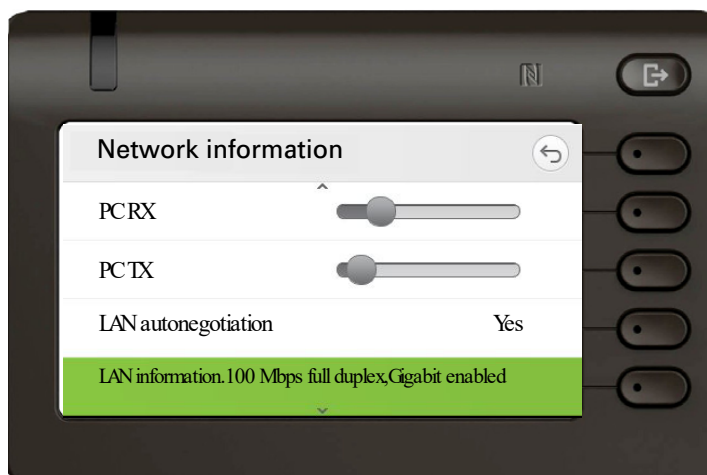 Network information
PC RX
PC TX
LAN autonegotiation Yes
LAN information.100 Mbps full duplex,Gigabit enabled